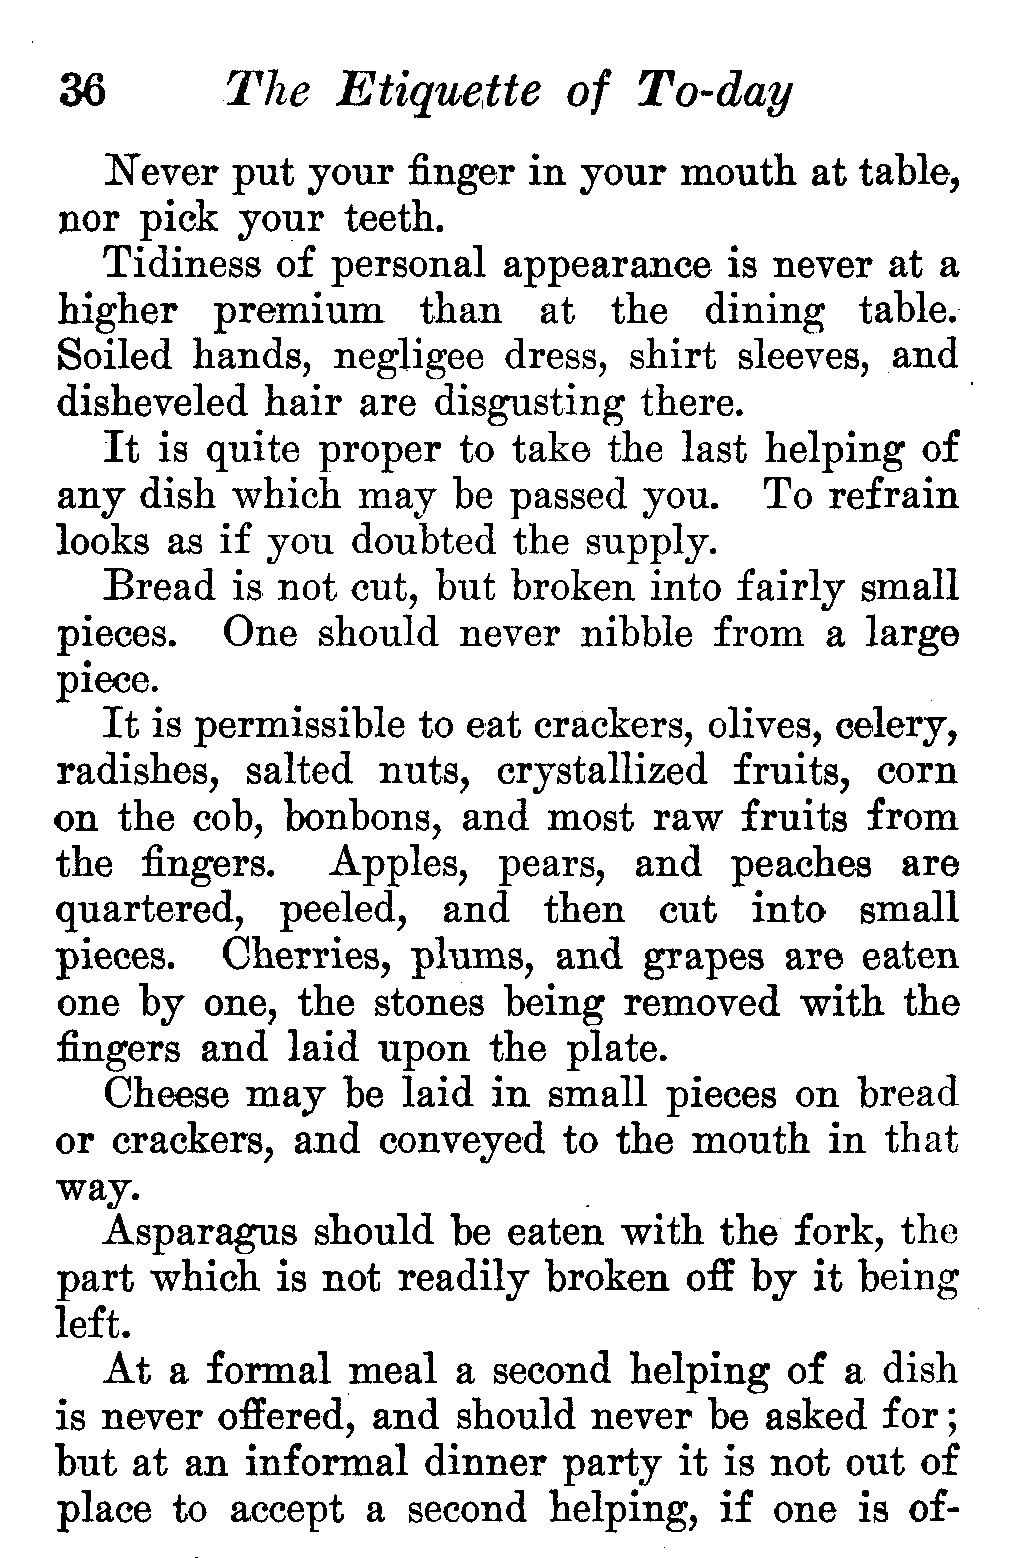 36 The Etiquette of To-day
Never put your finger in your mouth at table,
nor pick your teeth.
Tidiness of personal appearance is never at a
higher premium than at the dining table.
Soiled hands, negligee dress, shirt sleeves, and
disheveled hair are disgusting there.
It is quite proper to take the last helping of
any dish which may be passed you. To refrain
looks as if you doubted the supply.
Bread is not cut, but broken into fairly small
pieces. One should never nibble from a large
piece.
It is permissible to eat crackers, olives, celery,
radishes, salted nuts, crystallized fruits, corn
on the cob, bonbons, and most raw fruits from
the fingers. Apples, pears, and peaches are
quartered, peeled, and then cut into small
pieces. Cherries, plums, and grapes are eaten
one by one, the stones being removed with the
fingers and laid upon the plate.
Cheese may be laid in small pieces on bread
or crackers, and conveyed to the mouth in that
way.
Asparagus should be eaten with the fork, the
part which is not readily broken off by it being
left.
At a formal meal a second helping of a dish
is never offered, and should never be asked for;
but at an informal dinner party it is not out of
place to accept a second helping, if one is of-